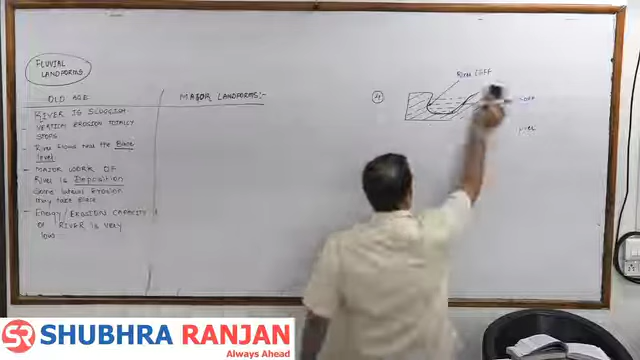 FLUVIAL
LANDFORMS
OLD AGE
- RIVER IS SLUGGISH
- VERTICAL EROSION TOTALLY
STOPS
- River flows near the Base
level
- MAJOR WORK OF
River is Deposition
Some lateral Erosion
may take place
- Energy/EROSION CAPACITY
of RIVER IS VERY
low
MAJOR LANDFORMS:-
River Cliff
SR SHUBHRA RANJAN
Always Ahead